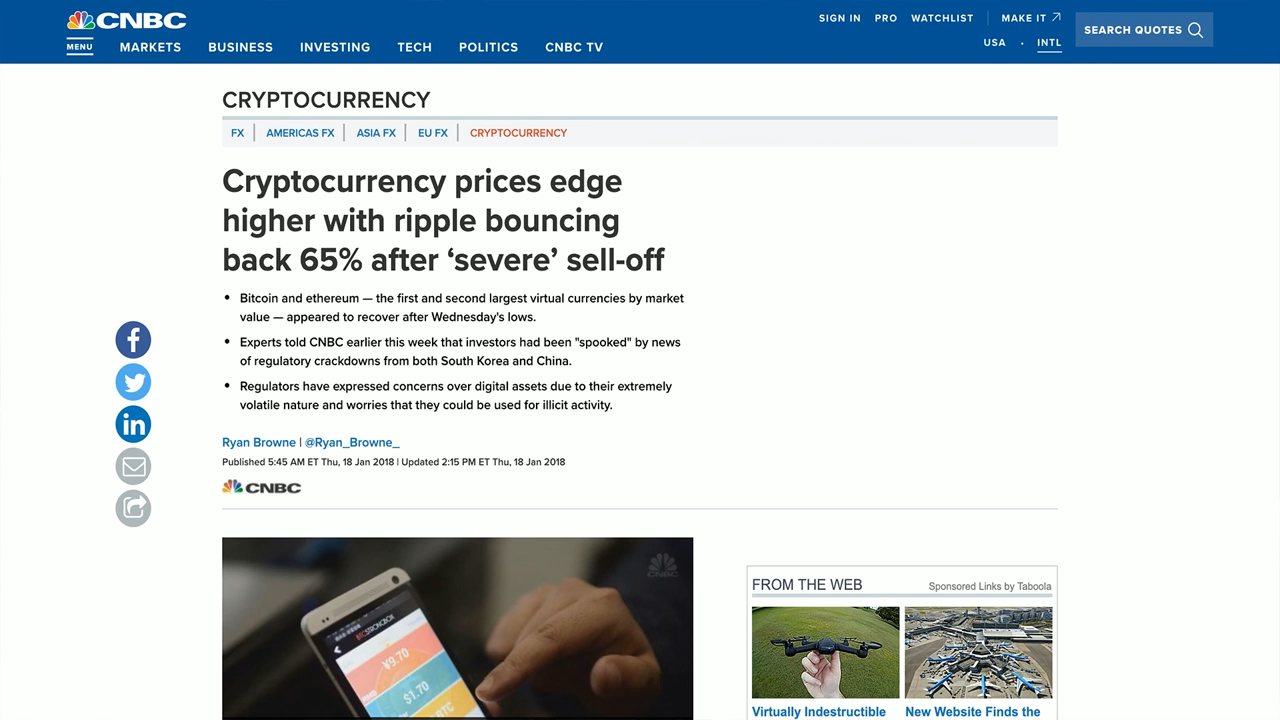 CNBC
SIGN IN PRO WATCHLIST MAKE IT
MENU MARKETS BUSINESS INVESTING TECH POLITICS CNBC TV
USA · INTL
SEARCH QUOTES
CRYPTOCURRENCY
FX | AMERICAS FX | ASIA FX | EU FX | CRYPTOCURRENCY
Cryptocurrency prices edge
higher with ripple bouncing
back 65% after ‘severe’ sell-off
• Bitcoin and ethereum — the first and second largest virtual currencies by market
value — appeared to recover after Wednesday's lows.
• Experts told CNBC earlier this week that investors had been "spooked" by news
of regulatory crackdowns from both South Korea and China.
• Regulators have expressed concerns over digital assets due to their extremely
volatile nature and worries that they could be used for illicit activity.
Ryan Browne | @Ryan_Browne_
Published 5:45 AM ET Thu, 18 Jan 2018 | Updated 2:15 PM ET Thu, 18 Jan 2018
CNBC
CNBC
BTCSTRONGBOX
¥9.70
$1.70
BTC
FROM THE WEB
Sponsored Links by Taboola
Virtually Indestructible
New Website Finds the